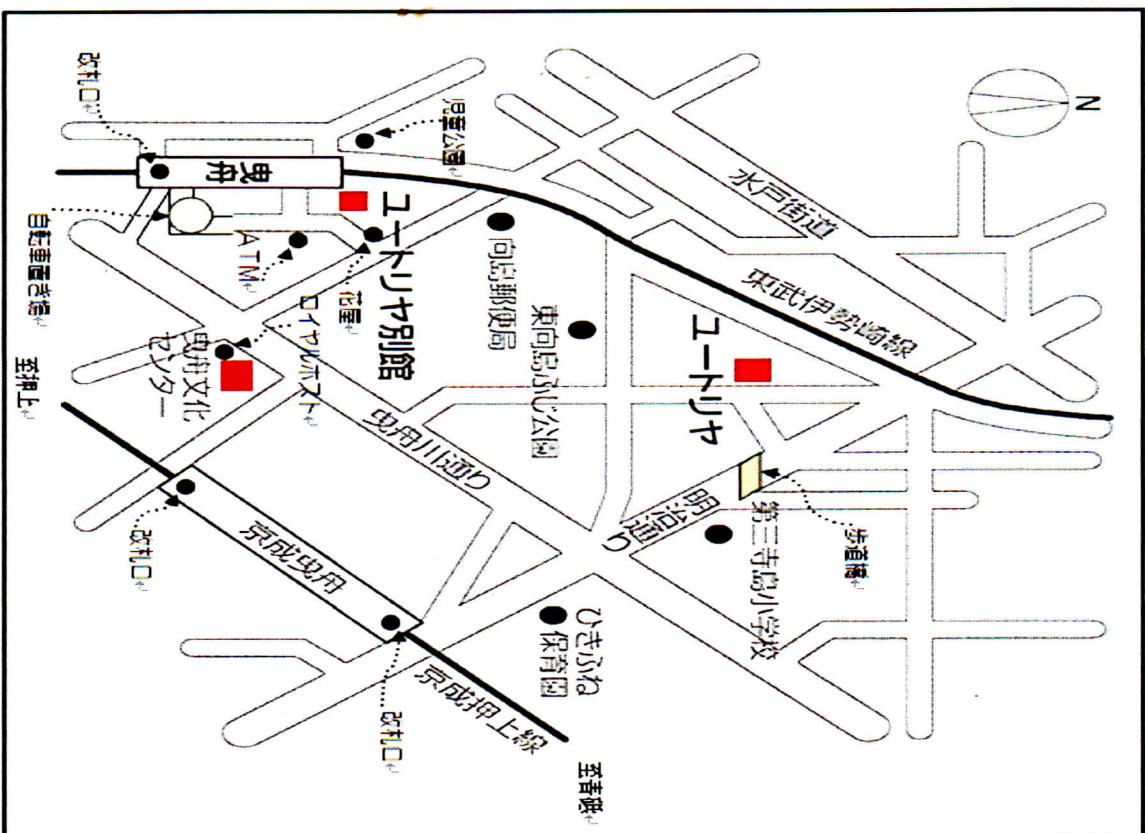 N
水戸街道
東武伊勢崎線
児童公園
改札口
曳舟
自転車置き場
ATM
花屋
ユートリヤ別館
向島郵便局
東向島ふじ公園
ユートリヤ
歩道橋
第三寺島小学校
明治通り
曳舟川通り
ロイヤルホスト
曳舟文化
センター
至押上
改札口
京成曳舟
改札口
京成押上線
ひきふね
保育園
至青砥